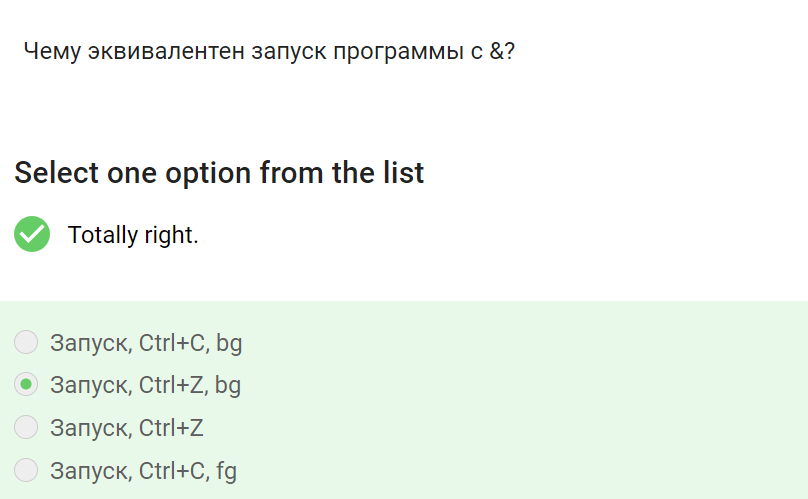 Чему эквивалентен запуск программы с &?
Select one option from the list
Totally right.
Запуск, Ctrl+C, bg
Запуск, Ctrl+Z, bg
Запуск, Ctrl+Z
Запуск, Ctrl+C, fg